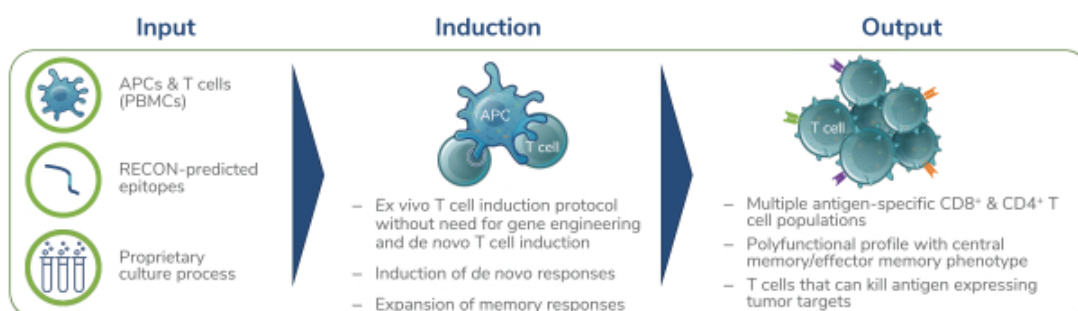 Input
Induction
Output
APCs & T cells
(PBMCs)
RECON-predicted
epitopes
Proprietary
culture process
APC
T cell
– Ex vivo T cell induction protocol
without need for gene engineering
and de novo T cell induction
– Induction of de novo responses
– Expansion of memory responses
T cell
– Multiple antigen-specific CD8⁺ & CD4⁺ T
cell populations
– Polyfunctional profile with central
memory/effector memory phenotype
– T cells that can kill antigen expressing
tumor targets